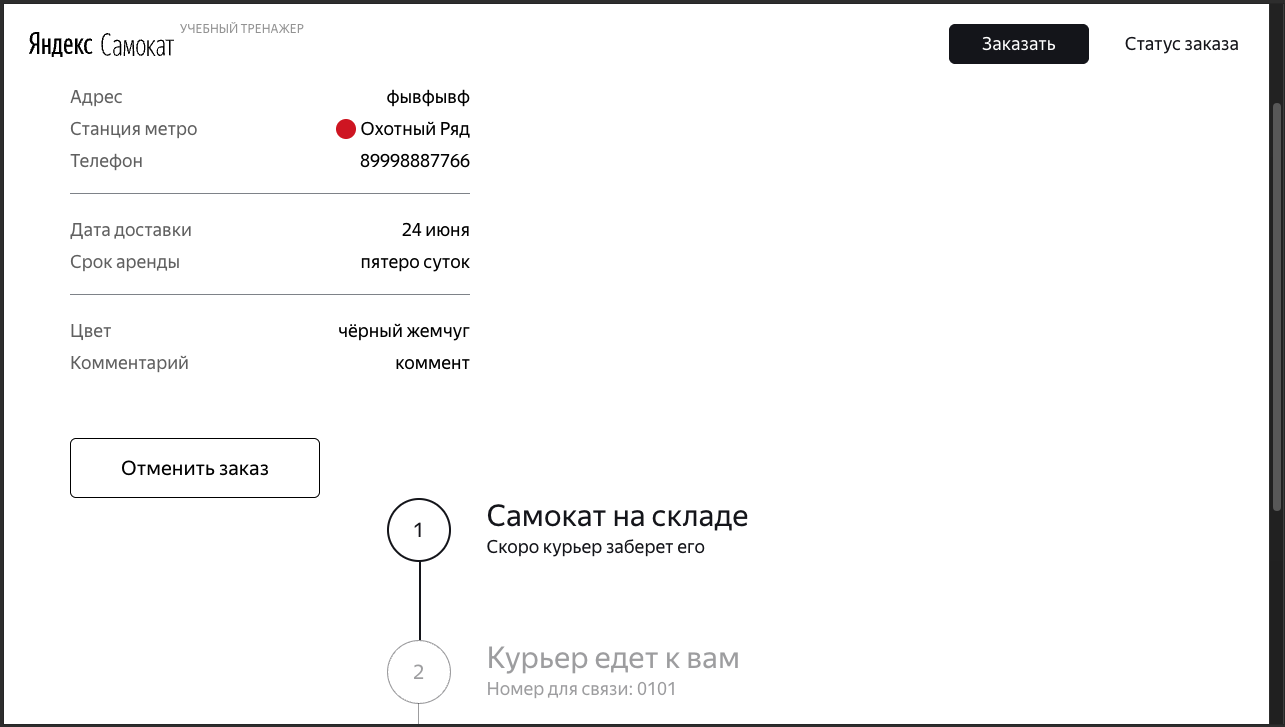 Яндекс Самокат
УЧЕБНЫЙ ТРЕНАЖЕР
Заказать
Статус заказа
Адрес фывфывф
Станция метро Охотный Ряд
Телефон 89998887766
Дата доставки 24 июня
Срок аренды пятеро суток
Цвет чёрный жемчуг
Комментарий коммент
Отменить заказ
1
Самокат на складе
Скоро курьер заберет его
2
Курьер едет к вам
Номер для связи: 0101